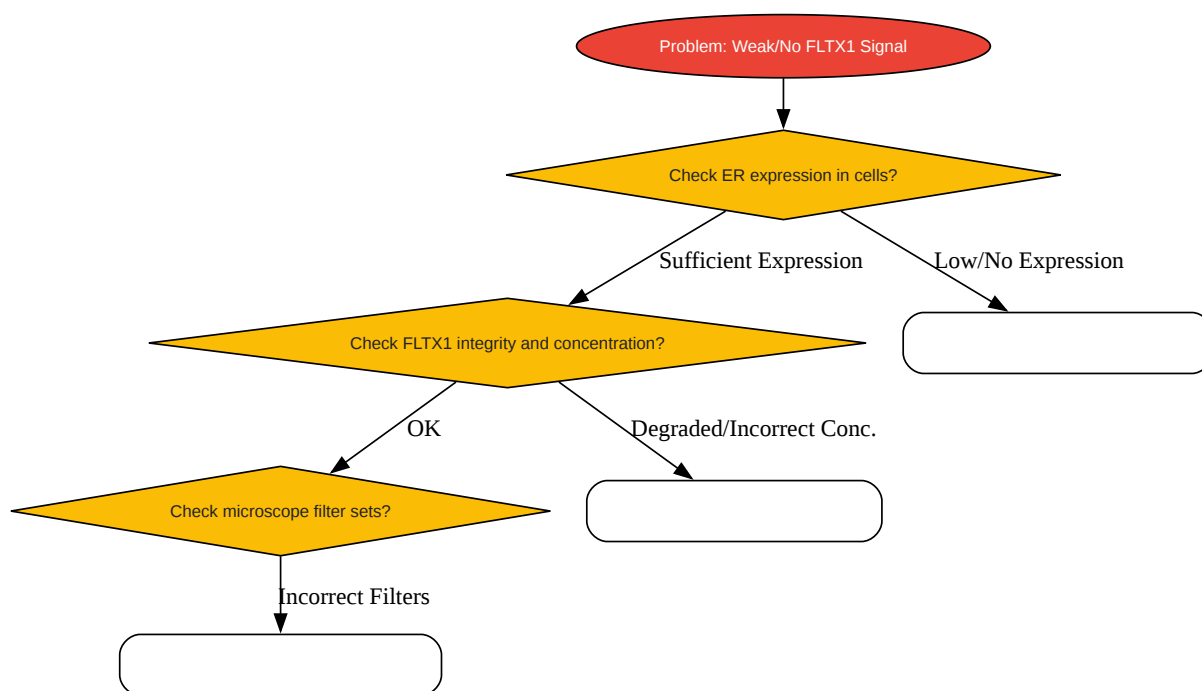 Problem: Weak/No FLTX1 Signal
Check ER expression in cells?
Sufficient Expression
Low/No Expression
Check FLTX1 integrity and concentration?
OK
Degraded/Incorrect Conc.
Check microscope filter sets?
Incorrect Filters